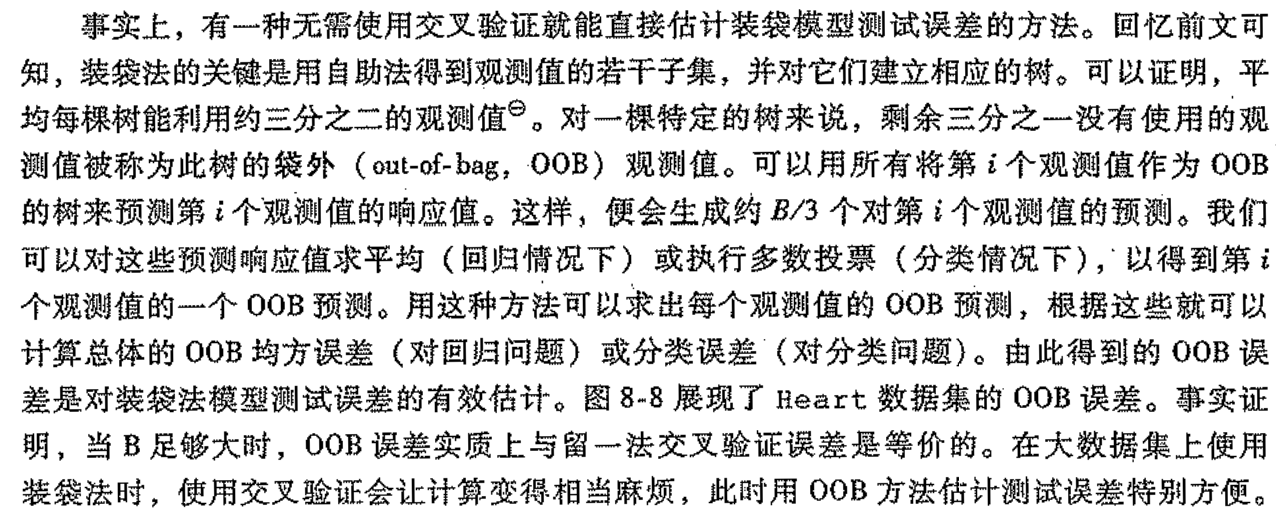 事实上，有一种无需使用交叉验证就能直接估计装袋模型测试误差的方法。回忆前文可
知，装袋法的关键是用自助法得到观测值的若干子集，并对它们建立相应的树。可以证明，平
均每棵树能利用约三分之二的观测值⊖。对一棵特定的树来说，剩余三分之一没有使用的观
测值被称为此树的袋外（out-of-bag，OOB）观测值。可以用所有将第 i 个观测值作为 OOB
的树来预测第 i 个观测值的响应值。这样，便会生成约 B/3 个对第 i 个观测值的预测。我们
可以对这些预测响应值求平均（回归情况下）或执行多数投票（分类情况下），以得到第 i
个观测值的一个 OOB 预测。用这种方法可以求出每个观测值的 OOB 预测，根据这些就可以
计算总体的 OOB 均方误差（对回归问题）或分类误差（对分类问题）。由此得到的 OOB 误
差是对装袋法模型测试误差的有效估计。图 8-8 展现了 Heart 数据集的 OOB 误差。事实证
明，当 B 足够大时，OOB 误差实质上与留一法交叉验证误差是等价的。在大数据集上使用
装袋法时，使用交叉验证会让计算变得相当麻烦，此时用 OOB 方法估计测试误差特别方便。